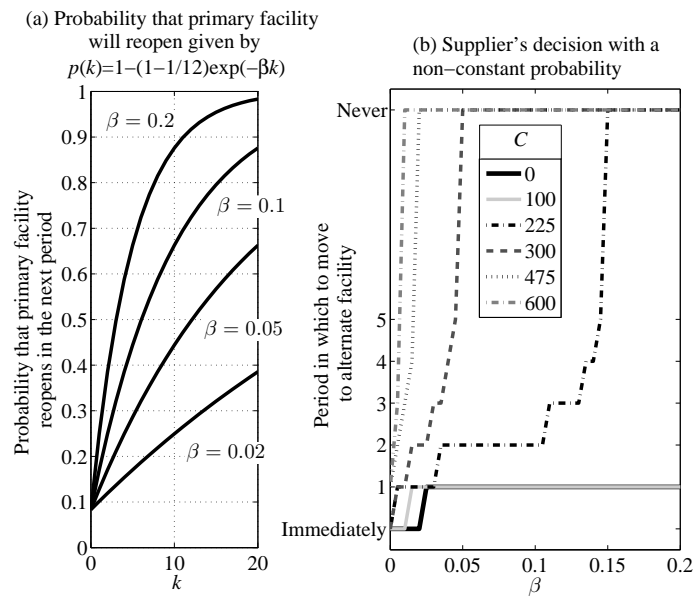 (a) Probability that primary facility
will reopen given by
p(k)=1−(1−1/12)exp(−βk)
Probability that primary facility
reopens in the next period
1
0.9
0.8
0.7
0.6
0.5
0.4
0.3
0.2
0.1
0
β = 0.2
β = 0.1
β = 0.05
β = 0.02
0
10
20
k
(b) Supplier's decision with a
non−constant probability
Period in which to move
to alternate facility
Never
5
4
3
2
1
Immediately
C
0
100
225
300
475
600
0
0.05
0.1
0.15
0.2
β